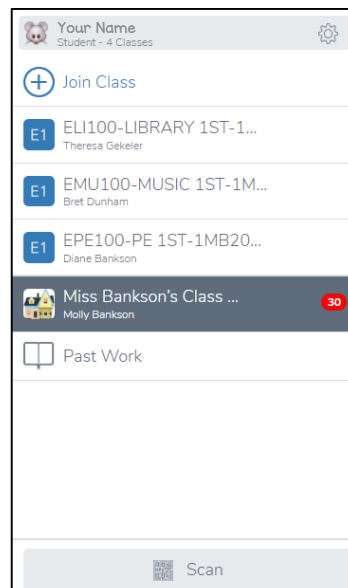 Your Name
Student - 4 Classes
Join Class
E1
ELI100-LIBRARY 1ST-1...
Theresa Gekeler
E1
EMU100-MUSIC 1ST-1M...
Bret Dunham
E1
EPE100-PE 1ST-1MB20...
Diane Bankson
Miss Bankson's Class ...
Molly Bankson
30
Past Work
Scan